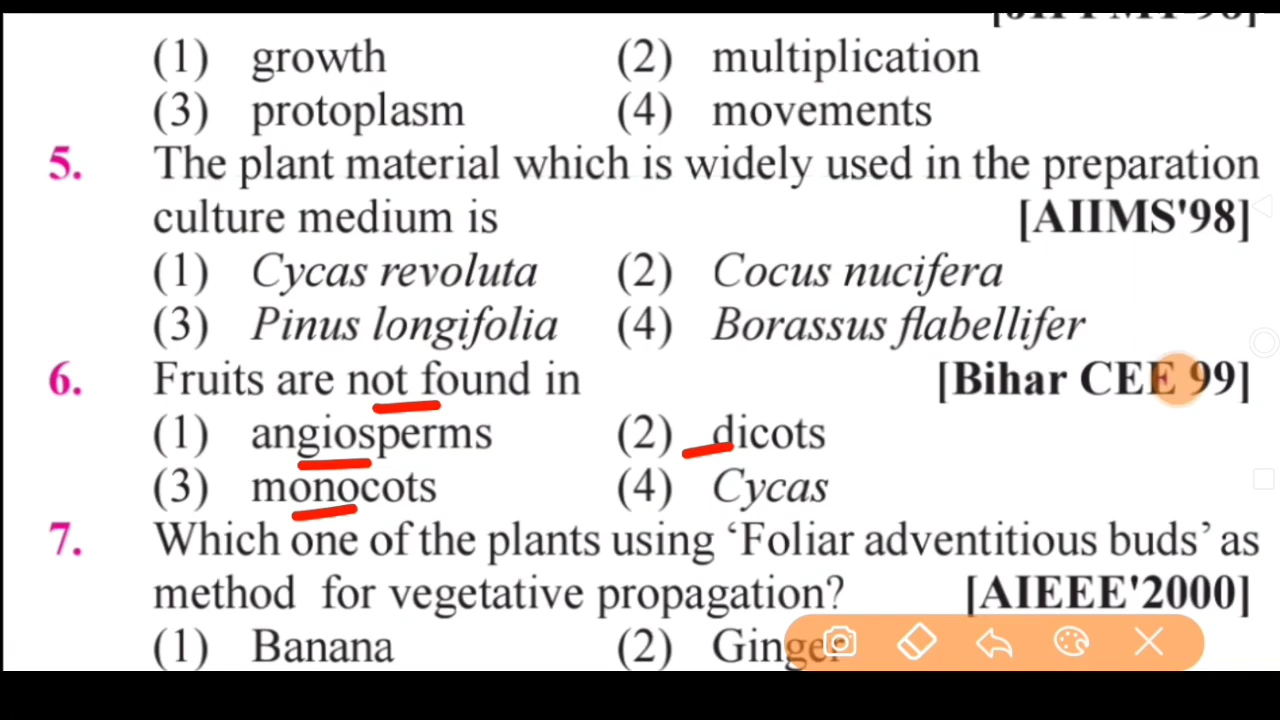 (1) growth (2) multiplication
(3) protoplasm (4) movements
5. The plant material which is widely used in the preparation
culture medium is [AIIMS'98]
(1) Cycas revoluta (2) Cocus nucifera
(3) Pinus longifolia (4) Borassus flabellifer
6. Fruits are not found in [Bihar CEE 99]
(1) angiosperms (2) dicots
(3) monocots (4) Cycas
7. Which one of the plants using ‘Foliar adventitious buds’ as
method for vegetative propagation? [AIEEE'2000]
(1) Banana (2) Ginger